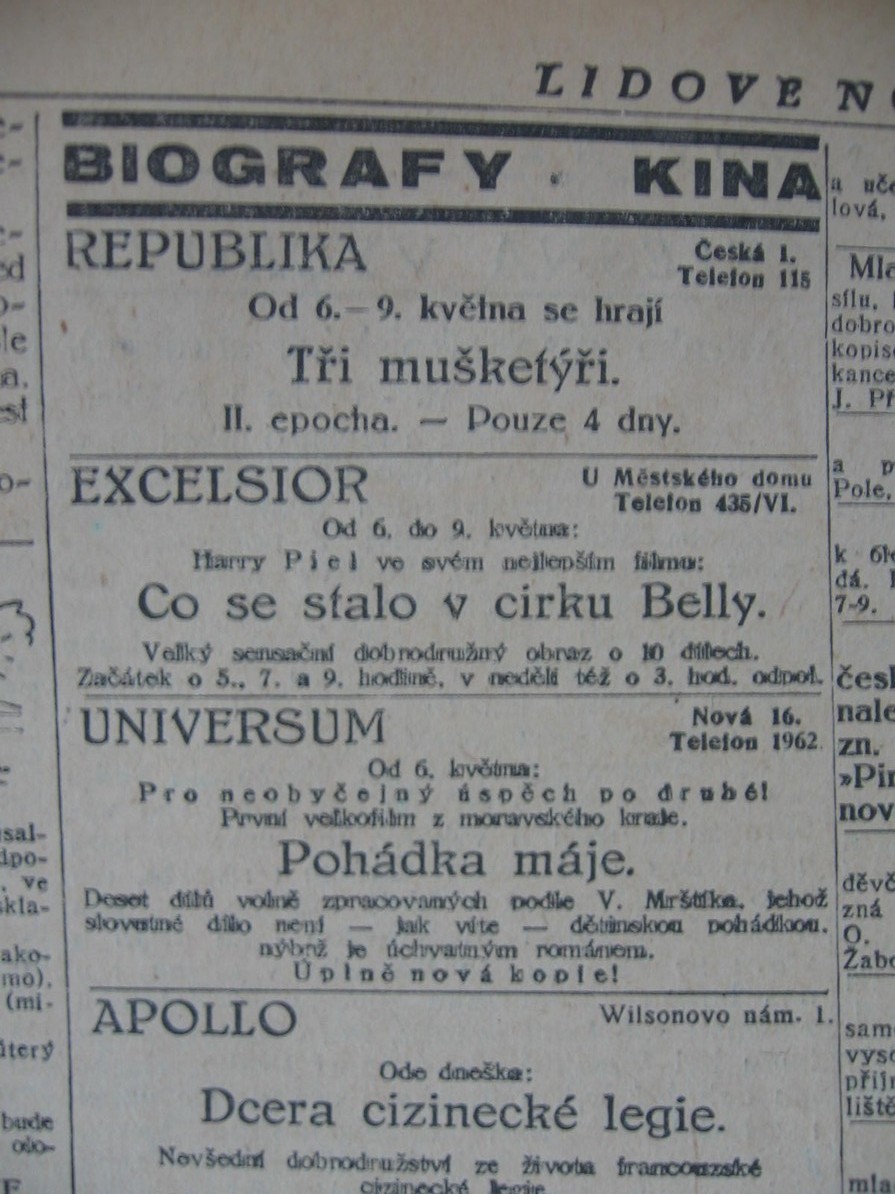 LIDOVÉ
BIOGRAFY · KINA
REPUBLIKA
Česká 1.
Telefon 115
Od 6.—9. května se hrají
Tři mušketýři.
II. epocha. — Pouze 4 dny.
EXCELSIOR
U Městského domu
Telefon 435/VI.
Od 6. do 9. května:
Harry Piel ve svém nejlepším filmu:
Co se stalo v cirku Belly.
Velký sensační dobrodružný obraz o 10 dílech.
Začátek o 5., 7. a 9. hodině, v neděli též o 3. hod. odpol.
UNIVERSUM
Nová 16.
Telefon 1962.
Od 6. května:
Pro neobyčejný úspěch po druhé!
První velkofilm z moravského kraje.
Pohádka máje.
Deset dílů volně zpracovaných podle V. Mrštíka, jehož
slovutné dílo není — jak víte — dětinskou pohádkou,
nýbrž je úchvatným románem.
Úplně nová kopie!
APOLLO
Wilsonovo nám. 1.
Ode dneška:
Dcera cizinecké legie.
Nevšední dobrodružství ze života francouzské
cizinecké legie